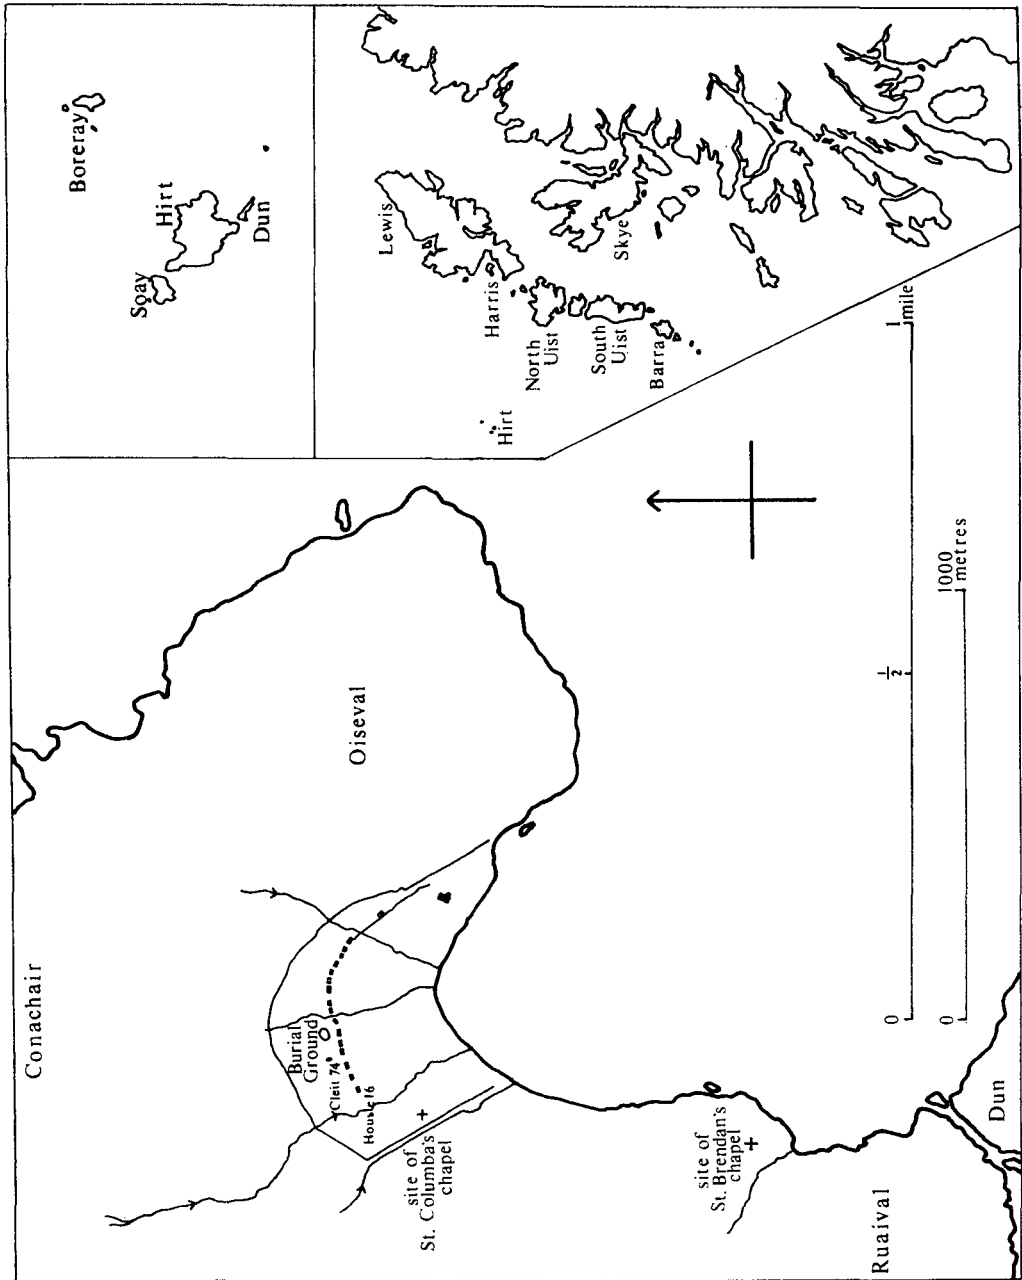 Conachair
Oiseval
Burial
Ground
Cleit 74
House 16
site of
St. Columba's
chapel
site of
St. Brendan's
chapel
Ruaival
Dun
0
1/2
1
mile
0
1000
metres
Soay
Hirt
Boreray
Dun
Lewis
Harris
North
Uist
South
Uist
Barra
Skye
Hirt